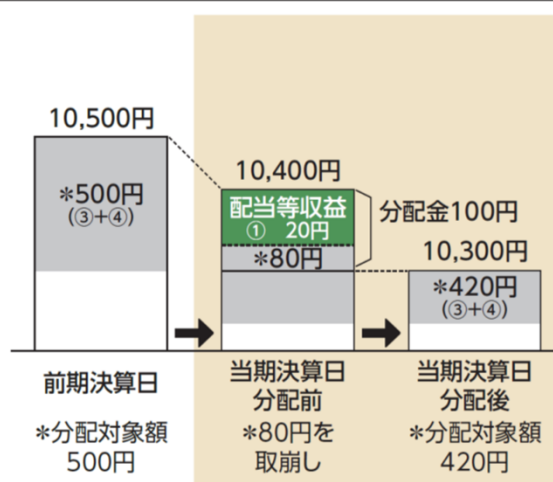 10,500円
*500円
(③+④)
10,400円
配当等収益
① 20円
*80円
分配金100円
10,300円
*420円
(③+④)
前期決算日
*分配対象額
500円
当期決算日
分配前
*80円を
取崩し
当期決算日
分配後
*分配対象額
420円